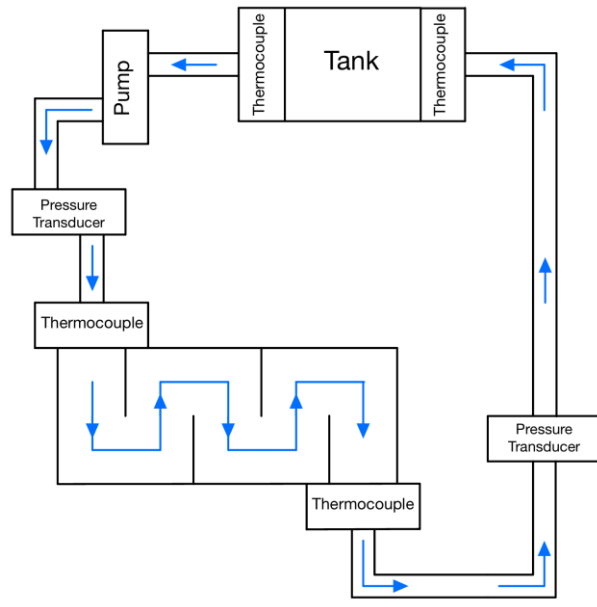 Thermocouple
Tank
Thermocouple
Pump
Pressure
Transducer
Thermocouple
Pressure
Transducer
Thermocouple